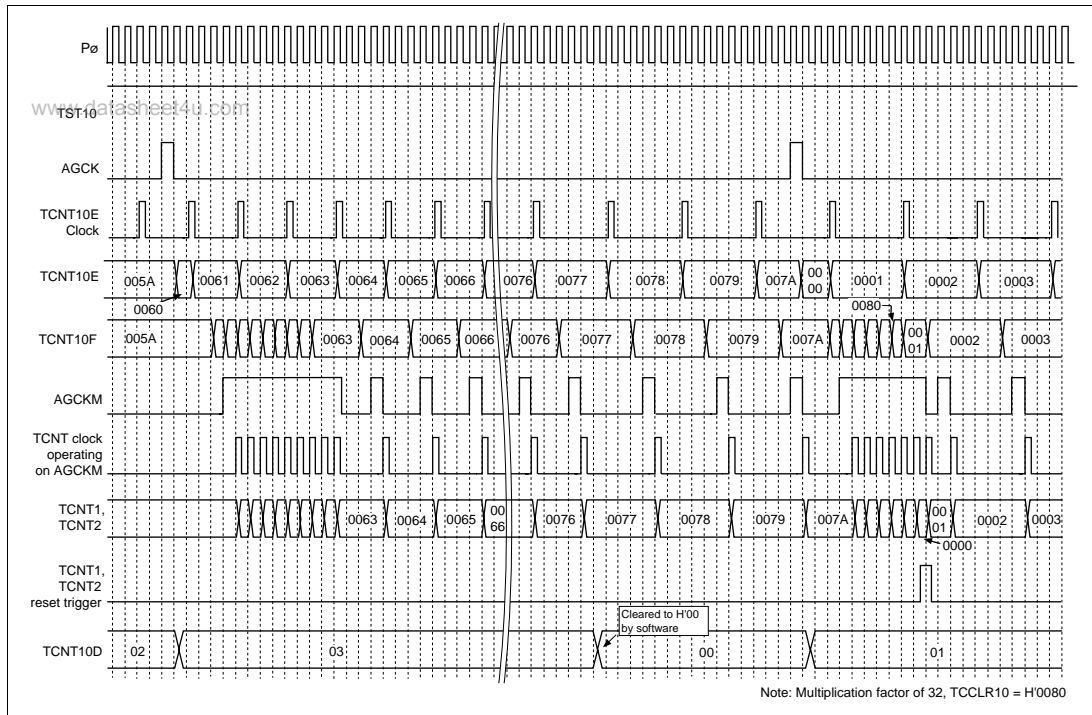 Pø
www.datasheet4u.com
TST10
AGCK
TCNT10E
Clock
TCNT10E
005A 0061 0062 0063 0064 0065 0066 0076 0077 0078 0079 007A 00 0001 0002 0003
00
0060
0080
TCNT10F
005A 0063 0064 0065 0066 0076 0077 0078 0079 007A 00 0002 0003
01
AGCKM
TCNT clock
operating
on AGCKM
TCNT1,
TCNT2
0063 0064 0065 00 0076 0077 0078 0079 007A 00 0002 0003
66 01
0000
TCNT1,
TCNT2
reset trigger
Cleared to H'00
by software
TCNT10D
02 03 00 01
Note: Multiplication factor of 32, TCCLR10 = H'0080